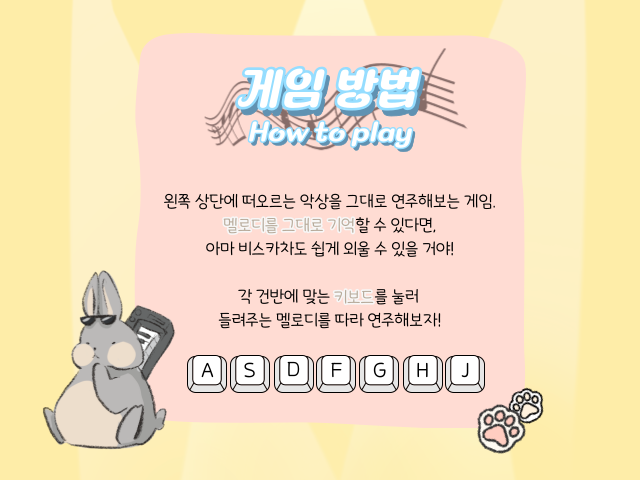 게임 방법
How to play
왼쪽 상단에 떠오르는 악상을 그대로 연주해보는 게임.
멜로디를 그대로 기억할 수 있다면,
아마 비스카차도 쉽게 외울 수 있을 거야!
각 건반에 맞는 키보드를 눌러
들려주는 멜로디를 따라 연주해보자!
A S D F G H J